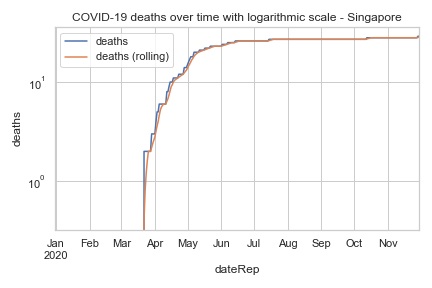 COVID-19 deaths over time with logarithmic scale - Singapore
deaths
deaths (rolling)
10¹
10⁰
deaths
Jan Feb Mar Apr May Jun Jul Aug Sep Oct Nov
2020
dateRep